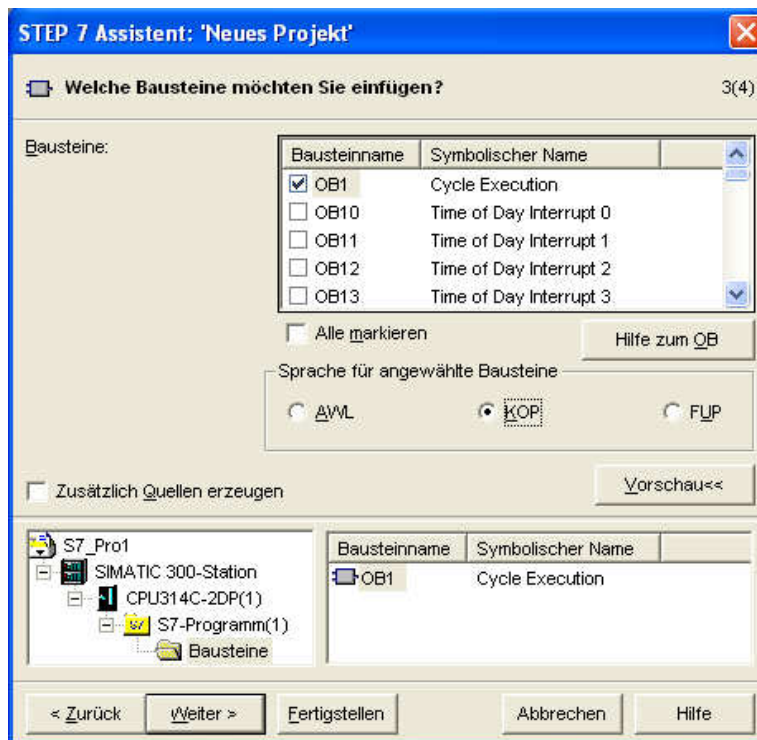 STEP 7 Assistent: 'Neues Projekt'
Welche Bausteine möchten Sie einfügen? 3(4)
Bausteine:
Bausteinname Symbolischer Name
OB1 Cycle Execution
OB10 Time of Day Interrupt 0
OB11 Time of Day Interrupt 1
OB12 Time of Day Interrupt 2
OB13 Time of Day Interrupt 3
Alle markieren
Hilfe zum OB
Sprache für angewählte Bausteine
AWL KOP FUP
Zusätzlich Quellen erzeugen
Vorschau<<
S7_Pro1
SIMATIC 300-Station
CPU314C-2DP(1)
S7-Programm(1)
Bausteine
Bausteinname Symbolischer Name
OB1 Cycle Execution
< Zurück Weiter > Fertigstellen Abbrechen Hilfe